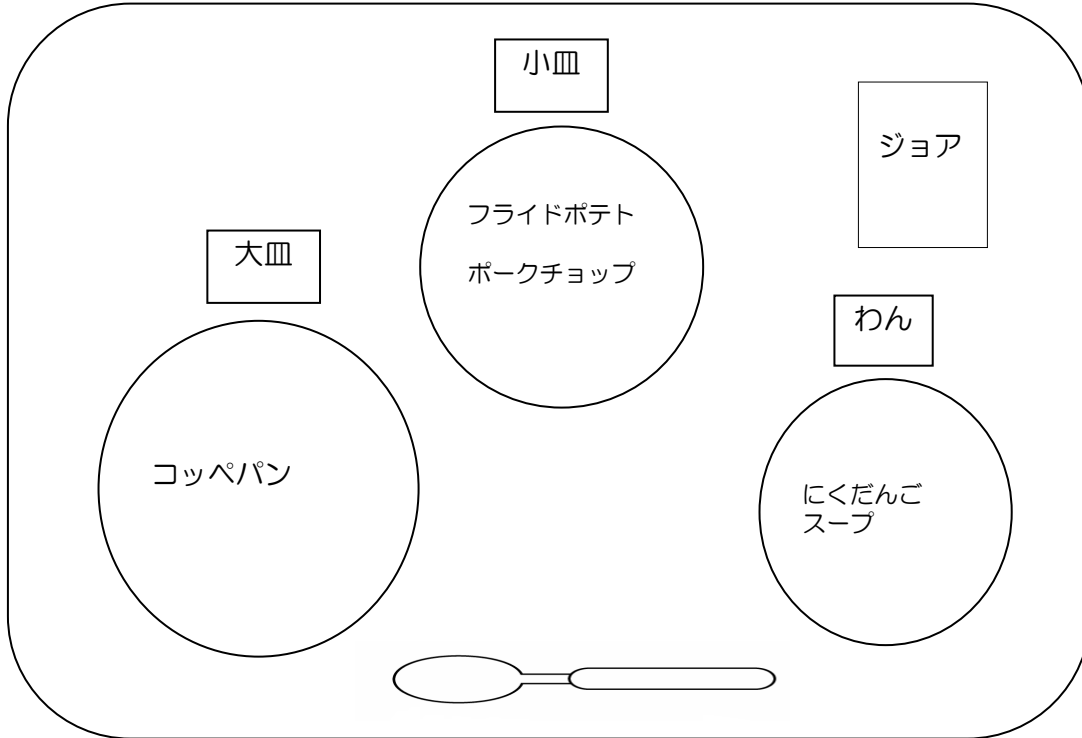 小皿
ジョア
フライドポテト
ポークチョップ
大皿
わん
コッペパン
にくだんご
スープ